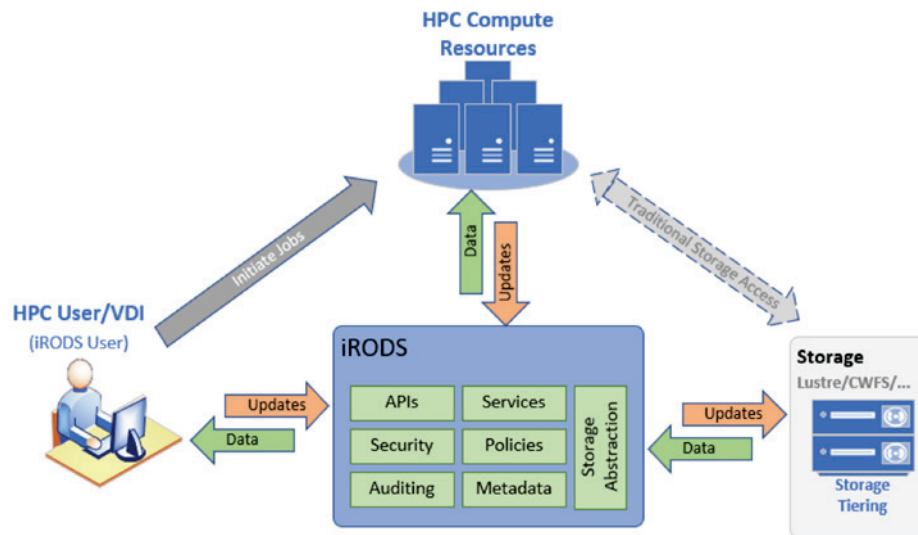 HPC Compute
Resources
Initiate Jobs
Data
Updates
Traditional Storage Access
HPC User/VDI
(iRODS User)
Updates
Data
iRODS
APIs
Services
Security
Policies
Auditing
Metadata
Storage
Abstraction
Updates
Data
Storage
Lustre/CWFS/...
Storage
Tiering